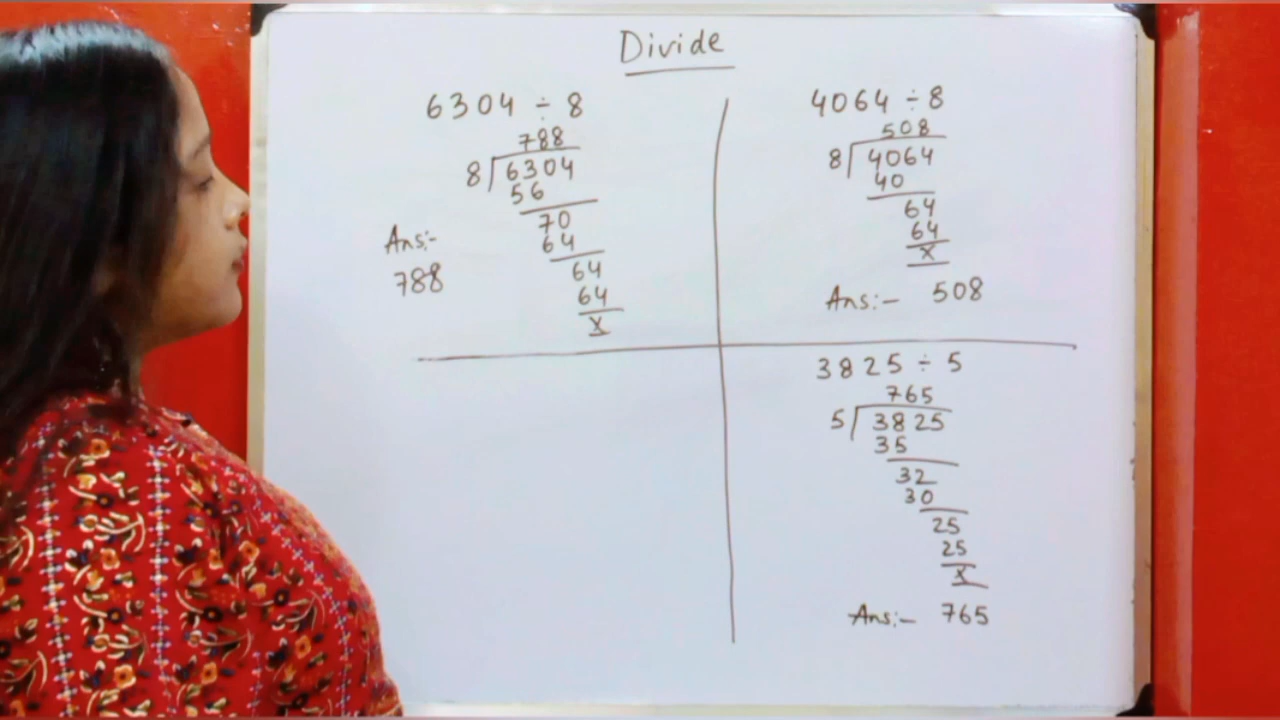 Divide
6304 ÷ 8
788
8 6304
56
70
64
64
64
x
Ans:-
788
4064 ÷ 8
508
8 4064
40
64
64
x
Ans:- 508
3825 ÷ 5
765
5 3825
35
32
30
25
25
x
Ans:- 765